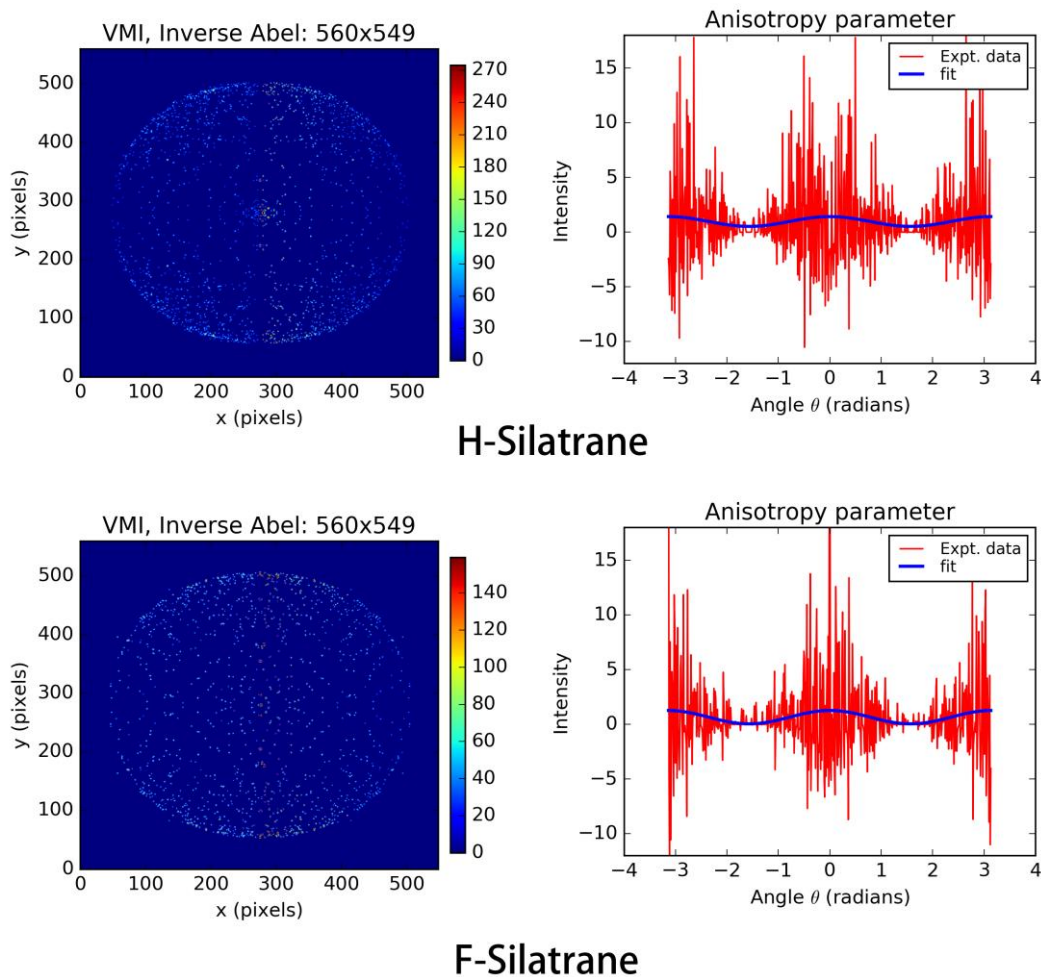 VMI, Inverse Abel: 560x549
y (pixels)
500
400
300
200
100
0
0 100 200 300 400 500
x (pixels)
270
240
210
180
150
120
90
60
30
0
Anisotropy parameter
Intensity
15
10
5
0
−5
−10
Expt. data
fit
−4 −3 −2 −1 0 1 2 3 4
Angle θ (radians)
H-Silatrane
VMI, Inverse Abel: 560x549
y (pixels)
500
400
300
200
100
0
0 100 200 300 400 500
x (pixels)
140
120
100
80
60
40
20
0
Anisotropy parameter
Intensity
15
10
5
0
−5
−10
Expt. data
fit
−4 −3 −2 −1 0 1 2 3 4
Angle θ (radians)
F-Silatrane